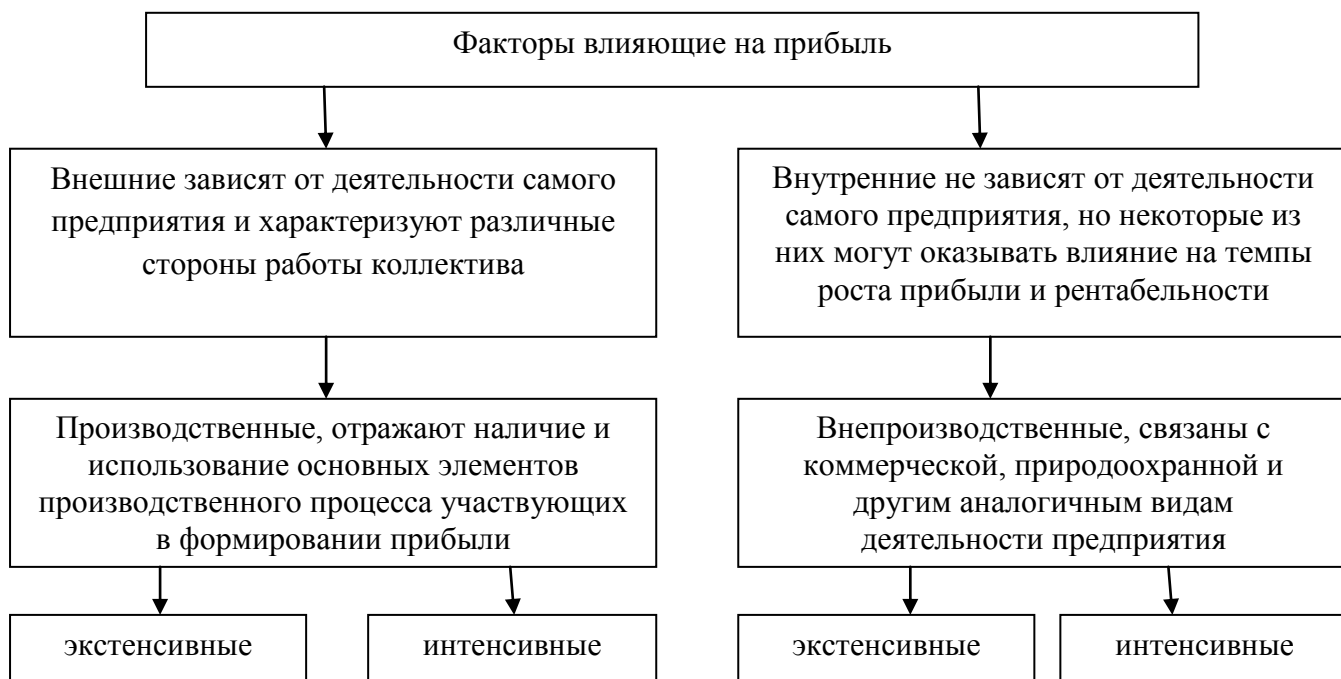 Факторы влияющие на прибыль
Внешние зависят от деятельности самого
предприятия и характеризуют различные
стороны работы коллектива
Внутренние не зависят от деятельности
самого предприятия, но некоторые из
них могут оказывать влияние на темпы
роста прибыли и рентабельности
Производственные, отражают наличие и
использование основных элементов
производственного процесса участвующих
в формировании прибыли
Внепроизводственные, связаны с
коммерческой, природоохранной и
другим аналогичным видам
деятельности предприятия
экстенсивные
интенсивные
экстенсивные
интенсивные